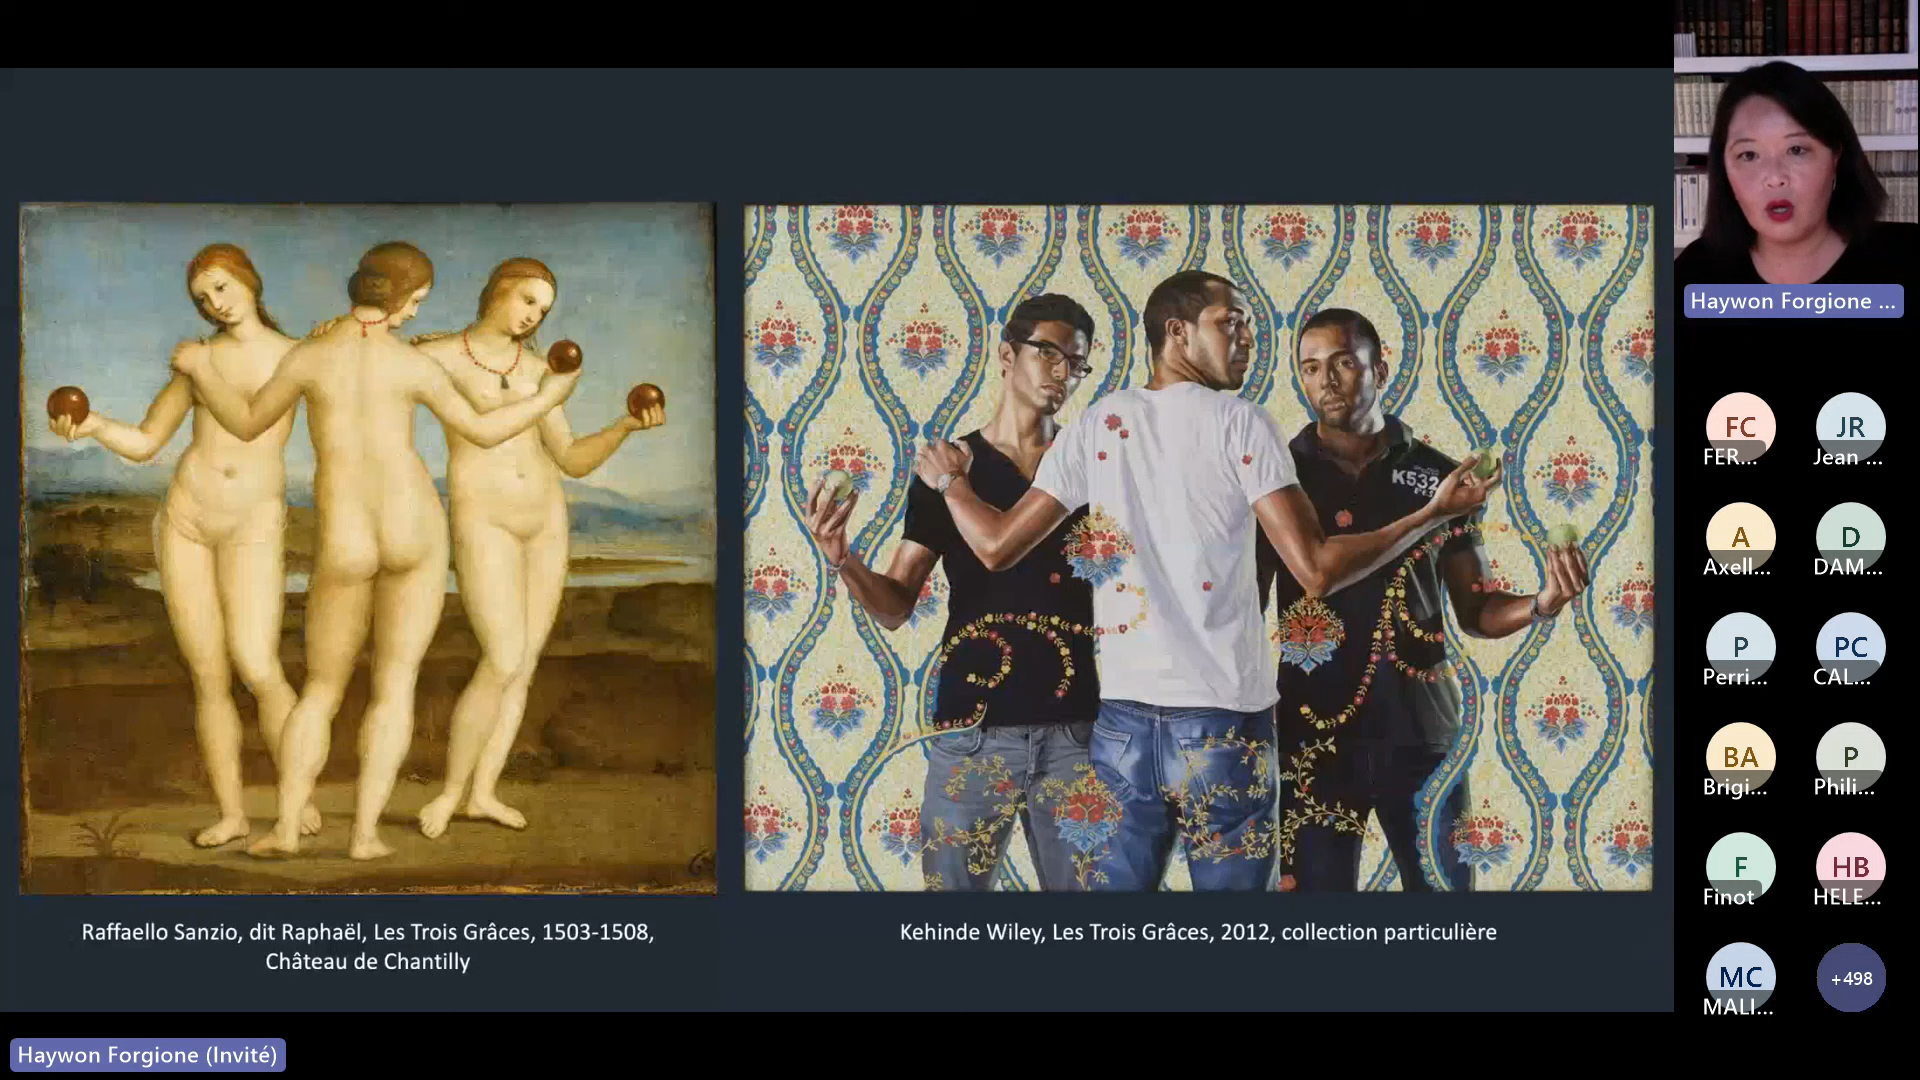 Haywon Forgione ...
K532
FC
FER...
JR
Jean ...
A
Axell...
D
DAM...
P
Perri...
PC
CAL...
BA
Brigi...
P
Phili...
F
Finot
HB
HELE...
MC
MALI...
+498
Raffaello Sanzio, dit Raphaël, Les Trois Grâces, 1503-1508,
Château de Chantilly
Kehinde Wiley, Les Trois Grâces, 2012, collection particulière
Haywon Forgione (Invité)